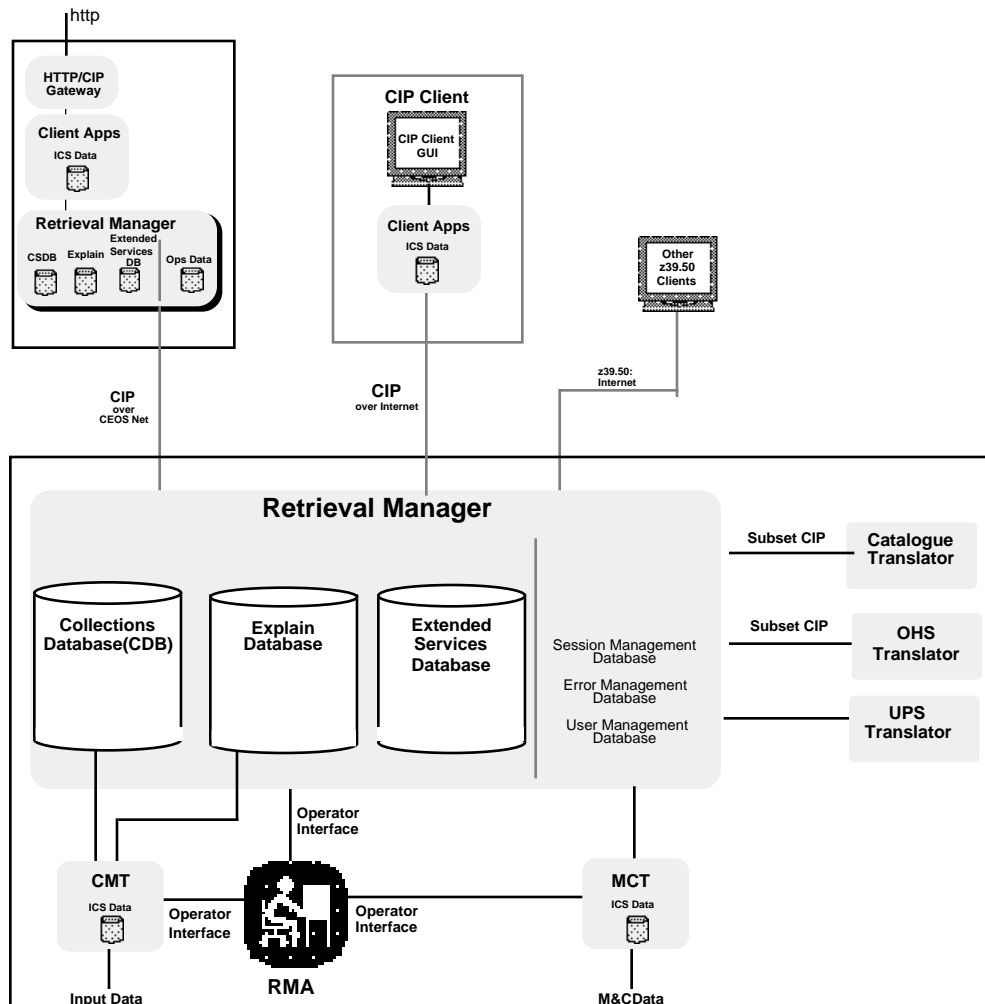 http
HTTP/CIP
Gateway
Client Apps
ICS Data
Retrieval Manager
CSDB
Explain
Extended
Services
DB
Ops Data
CIP Client
CIP Client
GUI
Client Apps
ICS Data
Other
z39.50
Clients
CIP
over
CEOS Net
CIP
over Internet
z39.50:
Internet
Retrieval Manager
Collections
Database(CDB)
Explain
Database
Extended
Services
Database
Session Management
Database
Error Management
Database
User Management
Database
Subset CIP
Catalogue
Translator
Subset CIP
OHS
Translator
UPS
Translator
Operator
Interface
CMT
ICS Data
Operator
Interface
RMA
Operator
Interface
MCT
ICS Data
Input Data
M&CData